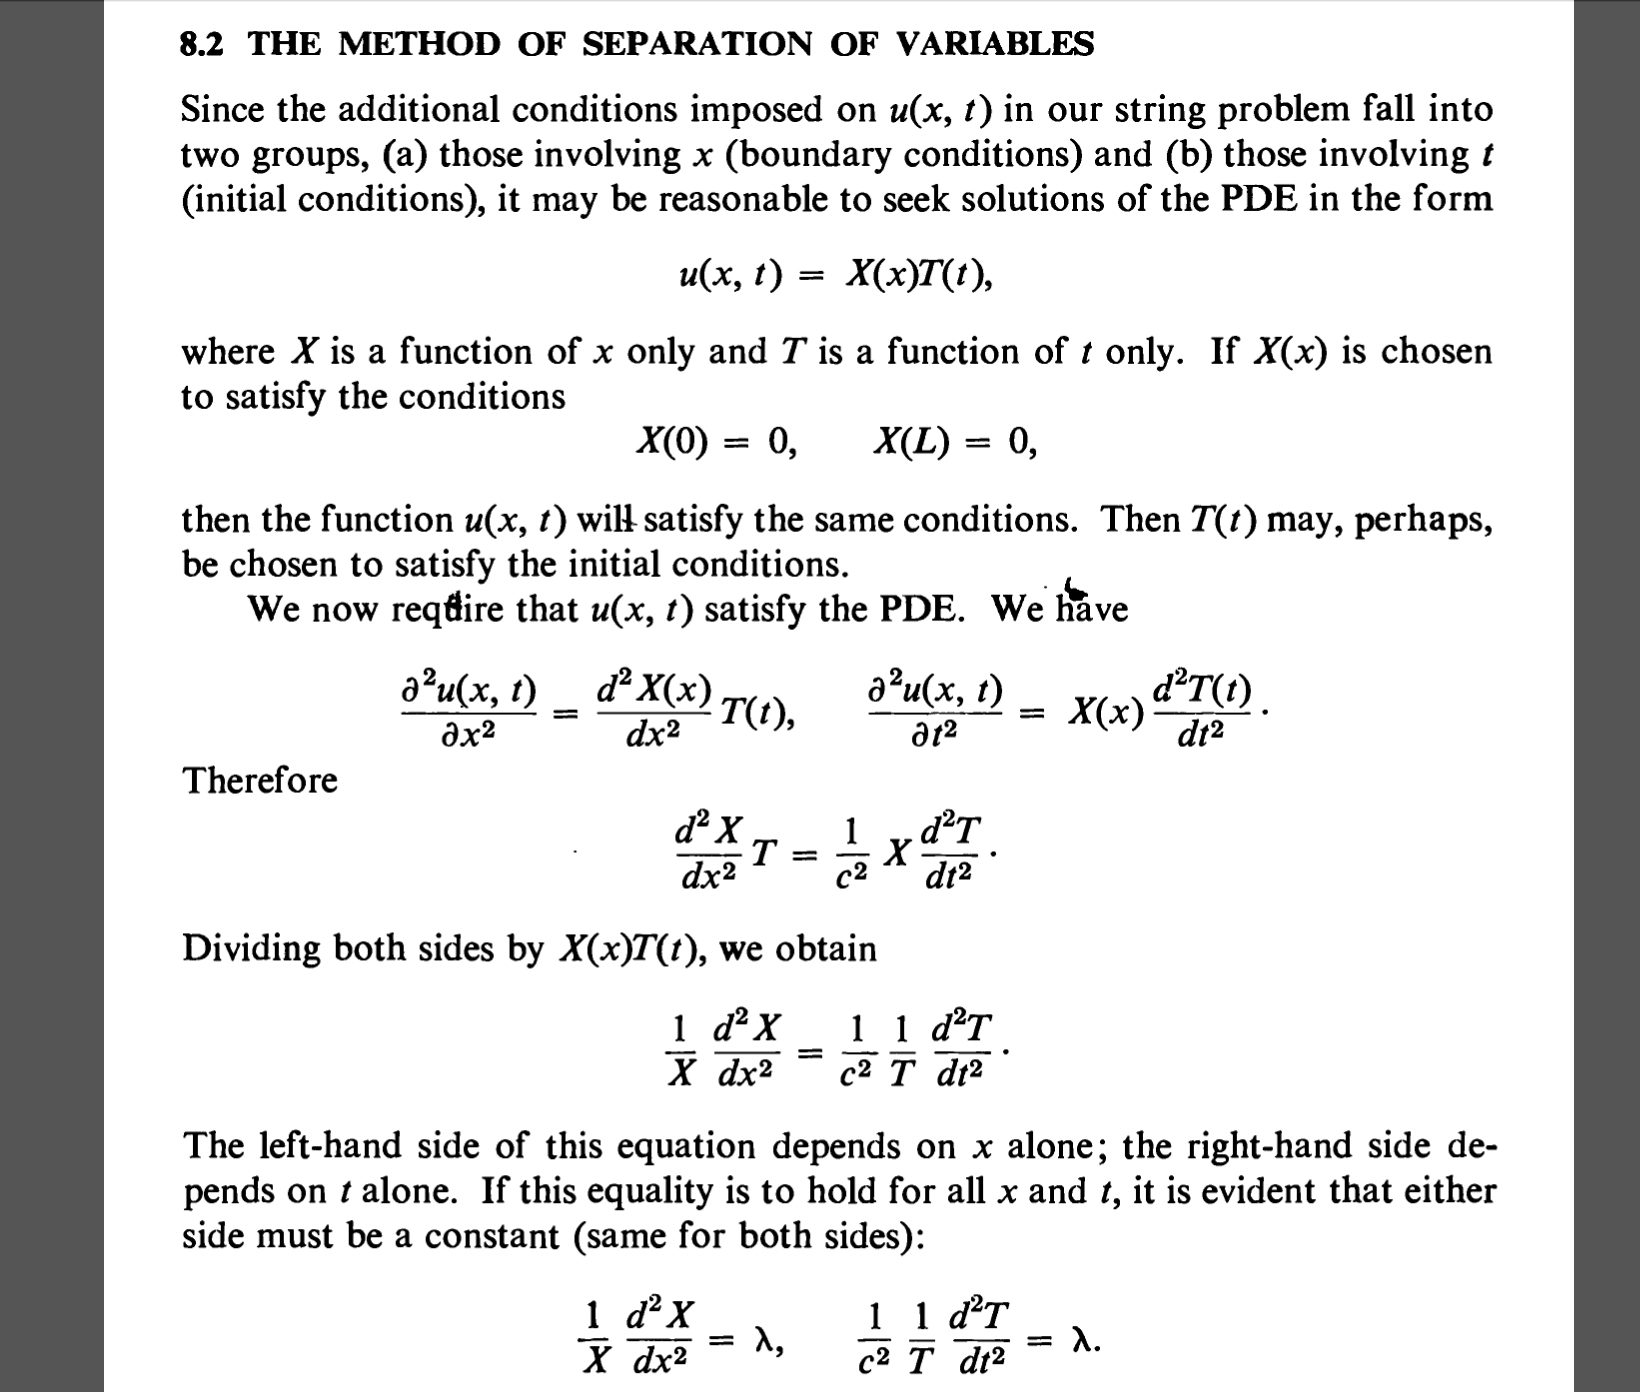 8.2 THE METHOD OF SEPARATION OF VARIABLES
Since the additional conditions imposed on u(x, t) in our string problem fall into
two groups, (a) those involving x (boundary conditions) and (b) those involving t
(initial conditions), it may be reasonable to seek solutions of the PDE in the form
u(x, t) = X(x)T(t),
where X is a function of x only and T is a function of t only. If X(x) is chosen
to satisfy the conditions
X(0) = 0, X(L) = 0,
then the function u(x, t) will satisfy the same conditions. Then T(t) may, perhaps,
be chosen to satisfy the initial conditions.
We now require that u(x, t) satisfy the PDE. We have
∂²u(x, t)/∂x² = d²X(x)/dx² T(t), ∂²u(x, t)/∂t² = X(x) d²T(t)/dt².
Therefore
d²X/dx² T = 1/c² X d²T/dt².
Dividing both sides by X(x)T(t), we obtain
1/X d²X/dx² = 1/c² 1/T d²T/dt².
The left-hand side of this equation depends on x alone; the right-hand side de-
pends on t alone. If this equality is to hold for all x and t, it is evident that either
side must be a constant (same for both sides):
1/X d²X/dx² = λ, 1/c² 1/T d²T/dt² = λ.